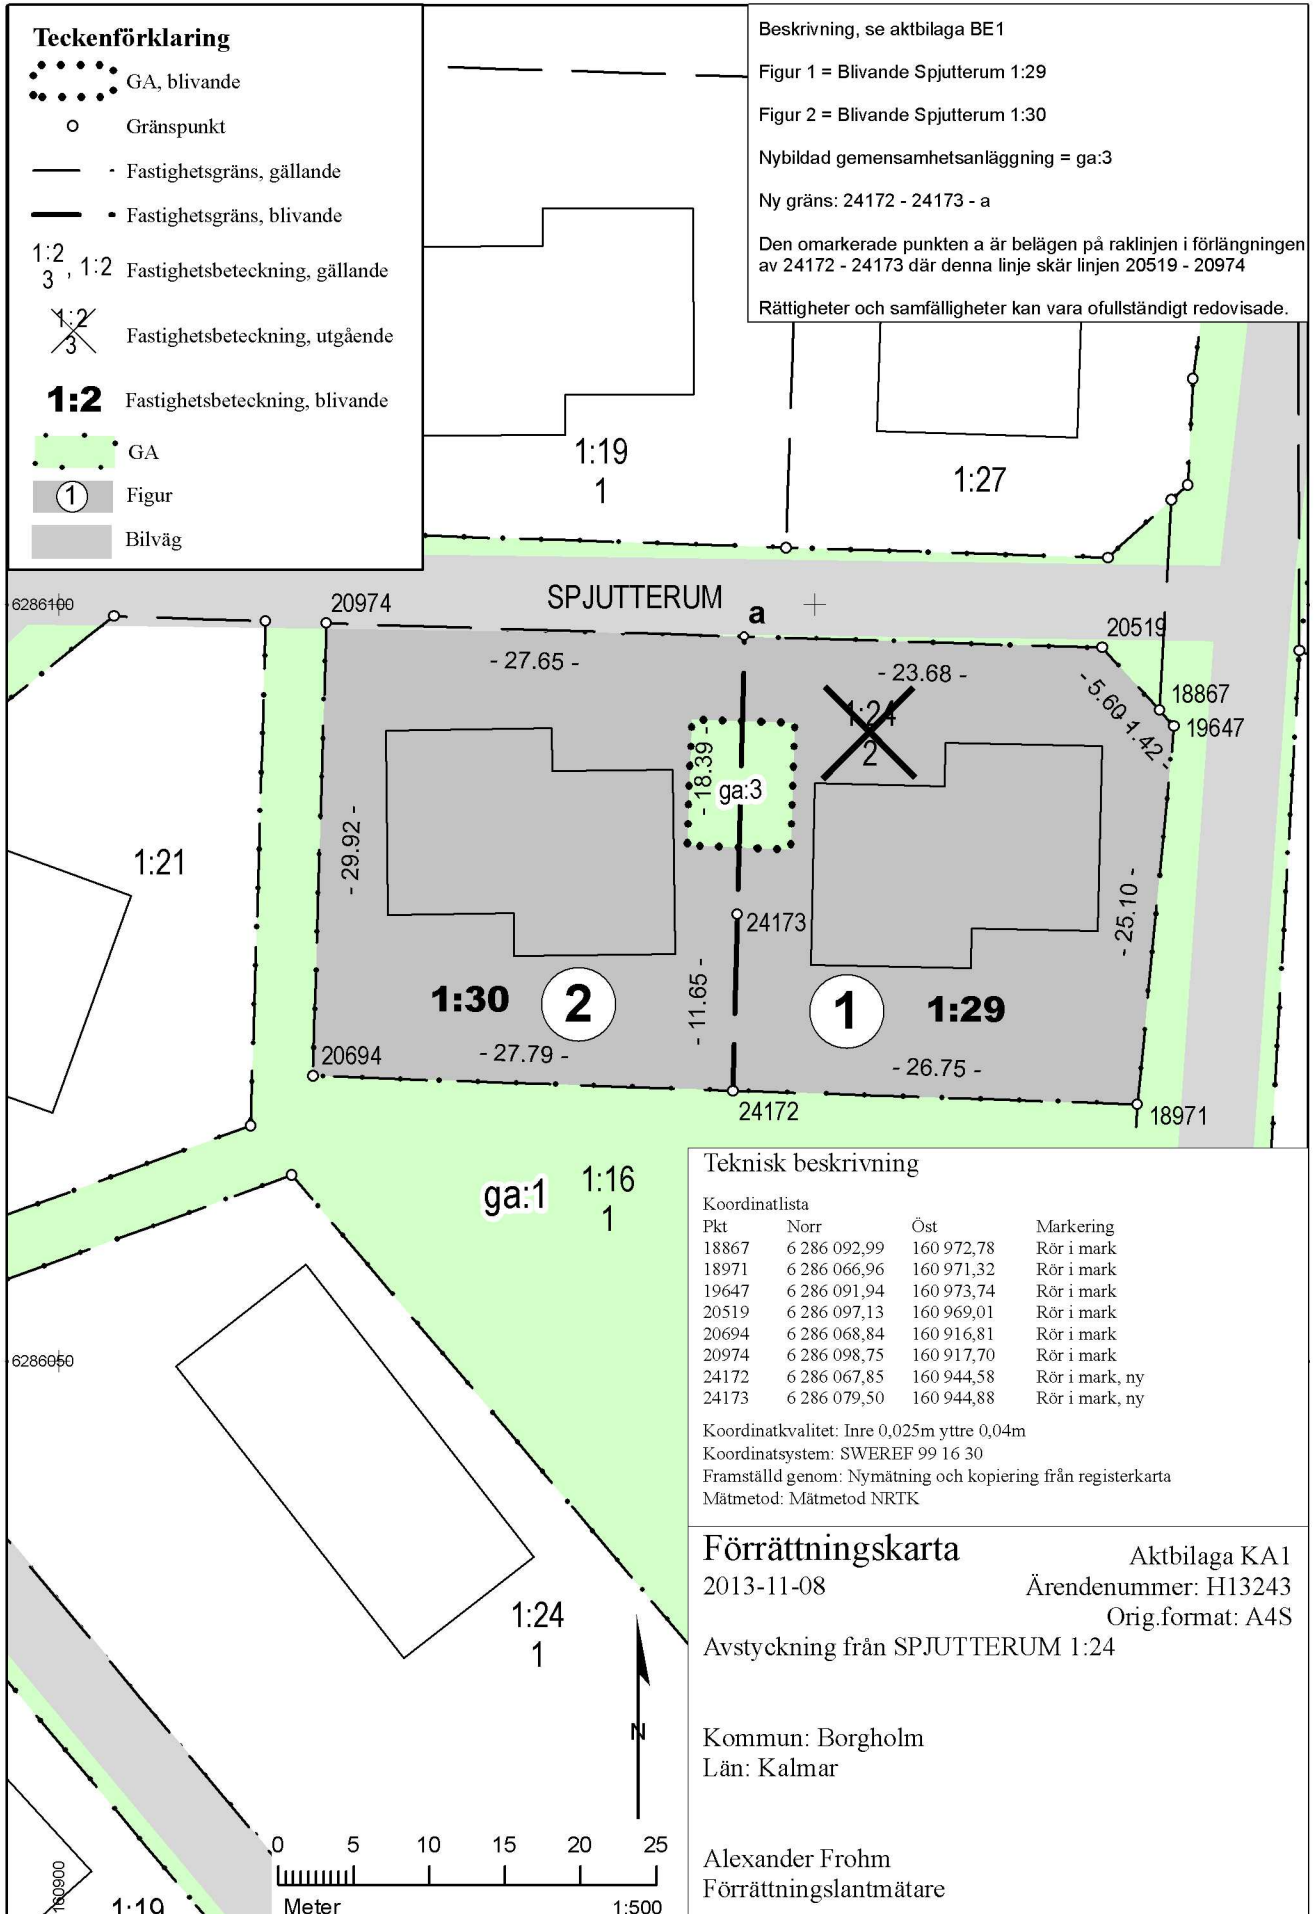 Teckenförklaring
GA, blivande
Gränspunkt
Fastighetsgräns, gällande
Fastighetsgräns, blivande
1:2
3 , 1:2 Fastighetsbeteckning, gällande
1:2
3 Fastighetsbeteckning, utgående
1:2 Fastighetsbeteckning, blivande
GA
1 Figur
Bilväg
Beskrivning, se aktbilaga BE1
Figur 1 = Blivande Spjutterum 1:29
Figur 2 = Blivande Spjutterum 1:30
Nybildad gemensamhetsanläggning = ga:3
Ny gräns: 24172 - 24173 - a
Den omarkerade punkten a är belägen på raklinjen i förlängningen
av 24172 - 24173 där denna linje skär linjen 20519 - 20974
Rättigheter och samfälligheter kan vara ofullständigt redovisade.
1:19
1
1:27
6286100
20974
SPJUTTERUM
a
20519
- 27.65 -
- 23.68 -
- 5.60 -
- 1.42 -
18867
19647
1:24
2
- 18.39 -
ga:3
1:21
- 29.92 -
- 25.10 -
24173
- 11.65 -
1:30
2
1
1:29
20694
- 27.79 -
- 26.75 -
24172
18971
ga:1
1:16
1
6286050
1:24
1
N
160900
1:19
0 5 10 15 20 25
Meter 1:500
Teknisk beskrivning
Koordinatlista
Pkt Norr Öst Markering
18867 6 286 092,99 160 972,78 Rör i mark
18971 6 286 066,96 160 971,32 Rör i mark
19647 6 286 091,94 160 973,74 Rör i mark
20519 6 286 097,13 160 969,01 Rör i mark
20694 6 286 068,84 160 916,81 Rör i mark
20974 6 286 098,75 160 917,70 Rör i mark
24172 6 286 067,85 160 944,58 Rör i mark, ny
24173 6 286 079,50 160 944,88 Rör i mark, ny
Koordinatkvalitet: Inre 0,025m yttre 0,04m
Koordinatsystem: SWEREF 99 16 30
Framställd genom: Nymätning och kopiering från registerkarta
Mätmetod: Mätmetod NRTK
Förrättningskarta
2013-11-08
Aktbilaga KA1
Ärendenummer: H13243
Orig.format: A4S
Avstyckning från SPJUTTERUM 1:24
Kommun: Borgholm
Län: Kalmar
Alexander Frohm
Förrättningslantmätare